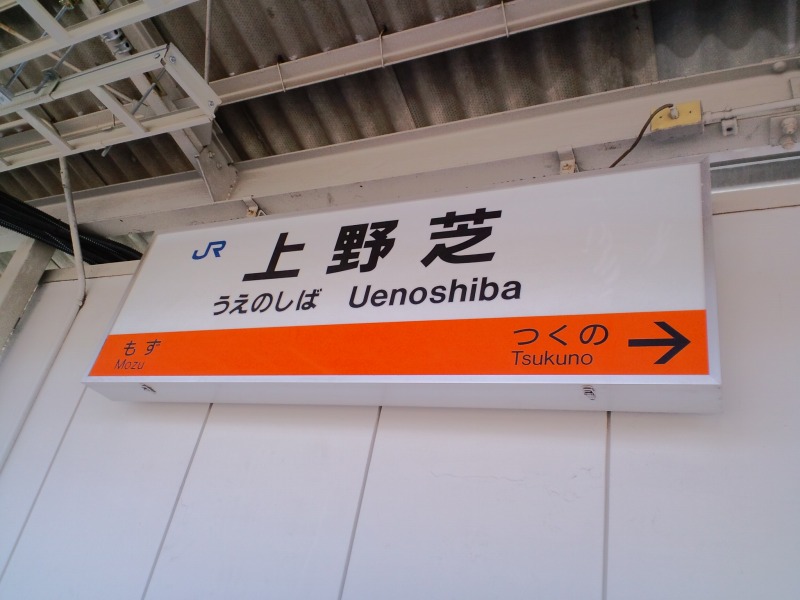 JR 上野芝
うえのしば Uenoshiba
もず つくの →
Mozu Tsukuno